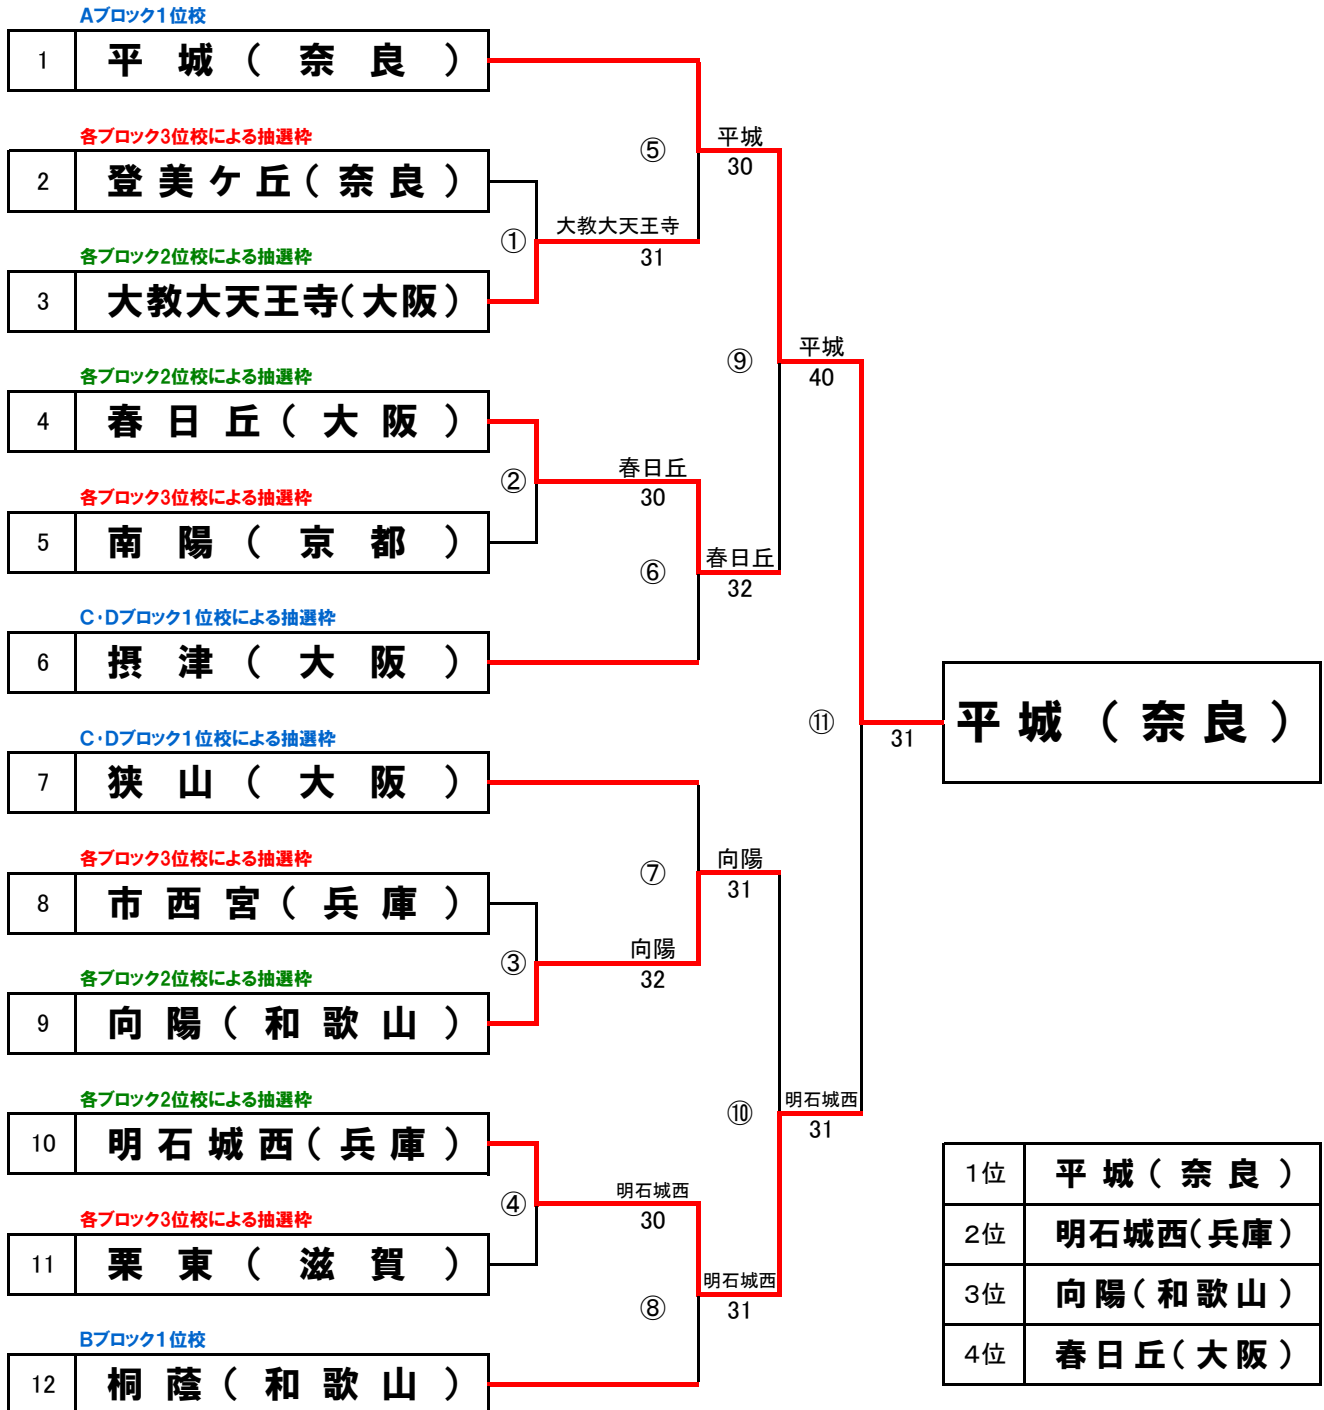 Aブロック1位校
1 平城(奈良)
各ブロック3位校による抽選枠
⑤
平城
30
2 登美ケ丘(奈良)
①
大教大天王寺
31
各ブロック2位校による抽選枠
3 大教大天王寺(大阪)
⑨
平城
40
各ブロック2位校による抽選枠
4 春日丘(大阪)
②
春日丘
30
各ブロック3位校による抽選枠
5 南陽(京都)
⑥
春日丘
32
C・Dブロック1位校による抽選枠
6 摂津(大阪)
⑪
31
平城(奈良)
C・Dブロック1位校による抽選枠
7 狭山(大阪)
各ブロック3位校による抽選枠
⑦
向陽
31
8 市西宮(兵庫)
③
向陽
32
各ブロック2位校による抽選枠
9 向陽(和歌山)
各ブロック2位校による抽選枠
⑩
明石城西
31
10 明石城西(兵庫)
④
明石城西
30
各ブロック3位校による抽選枠
11 栗東(滋賀)
⑧
明石城西
31
Bブロック1位校
12 桐蔭(和歌山)
1位 平城(奈良)
2位 明石城西(兵庫)
3位 向陽(和歌山)
4位 春日丘(大阪)